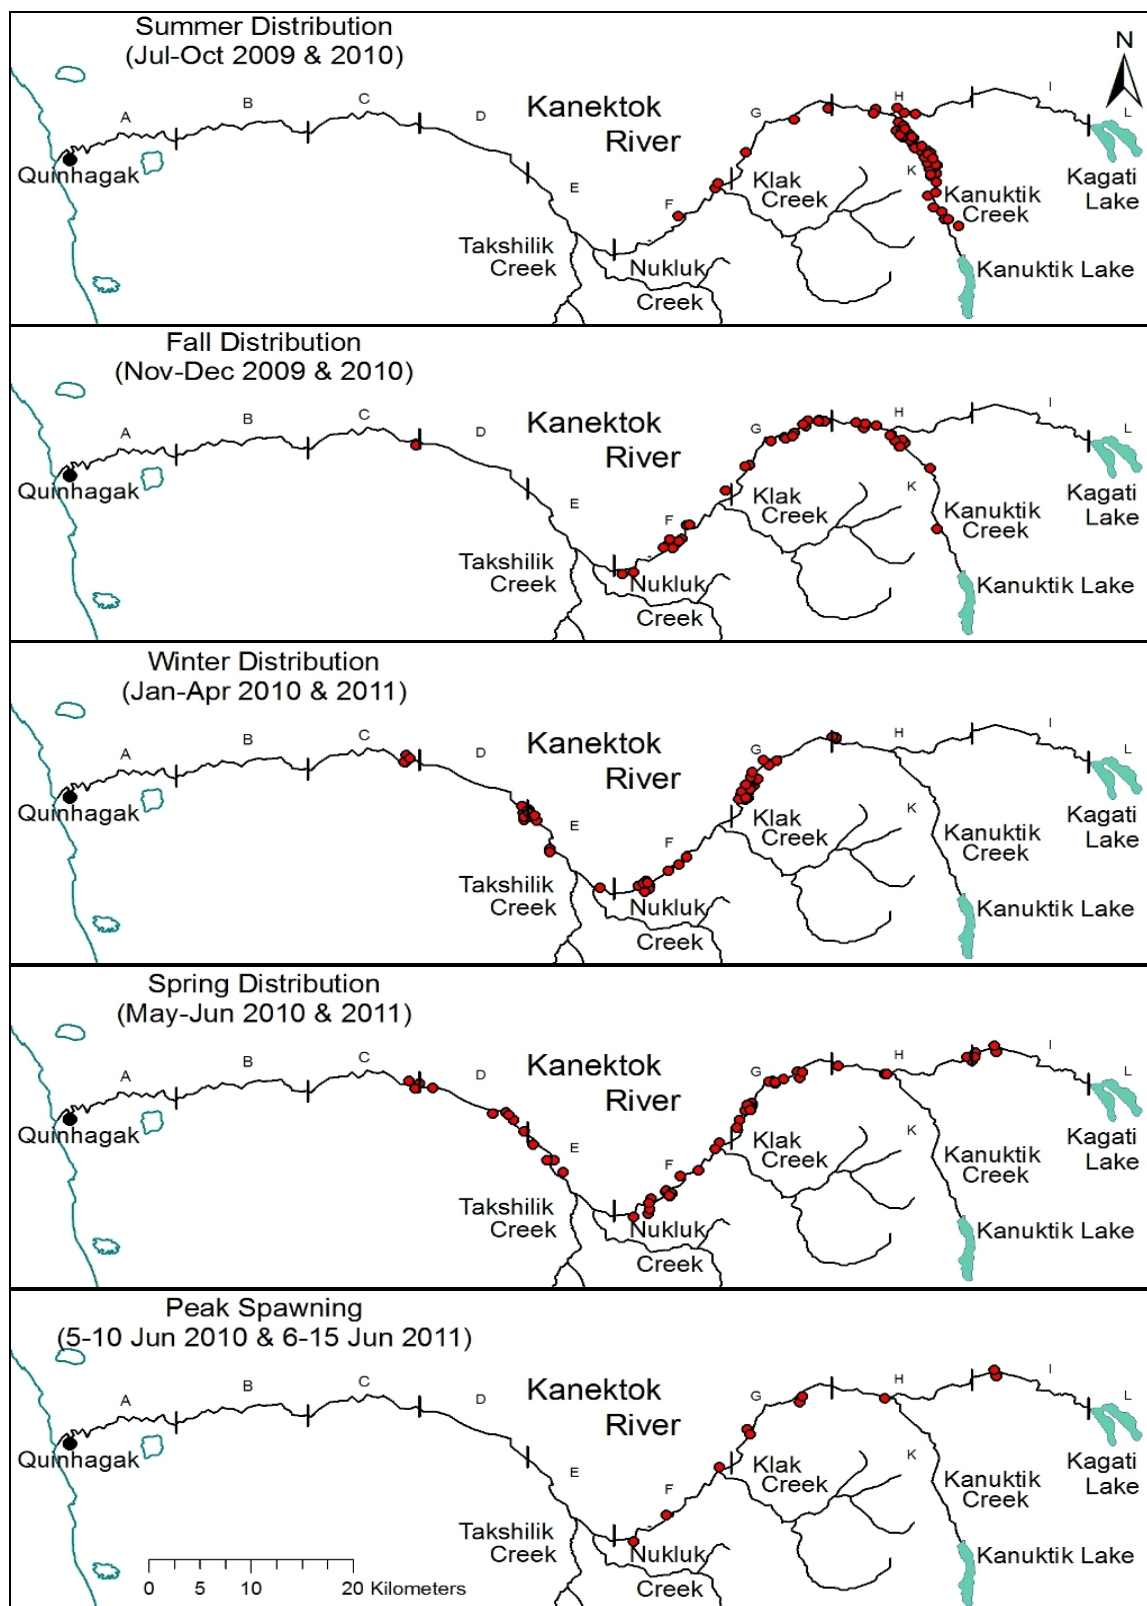 Summer Distribution
(Jul-Oct 2009 & 2010)
N
A
B
C
D
Kanektok
River
E
F
G
H
I
L
K
Quinhagak
Takshilik
Creek
Nukluk
Creek
Klak
Creek
Kanuktik
Creek
Kagati
Lake
Kanuktik Lake
Fall Distribution
(Nov-Dec 2009 & 2010)
A
B
C
D
Kanektok
River
E
F
G
H
I
L
K
Quinhagak
Takshilik
Creek
Nukluk
Creek
Klak
Creek
Kanuktik
Creek
Kagati
Lake
Kanuktik Lake
Winter Distribution
(Jan-Apr 2010 & 2011)
A
B
C
D
Kanektok
River
E
F
G
H
I
L
K
Quinhagak
Takshilik
Creek
Nukluk
Creek
Klak
Creek
Kanuktik
Creek
Kagati
Lake
Kanuktik Lake
Spring Distribution
(May-Jun 2010 & 2011)
A
B
C
D
Kanektok
River
E
F
G
H
I
L
K
Quinhagak
Takshilik
Creek
Nukluk
Creek
Klak
Creek
Kanuktik
Creek
Kagati
Lake
Kanuktik Lake
Peak Spawning
(5-10 Jun 2010 & 6-15 Jun 2011)
A
B
C
D
Kanektok
River
E
F
G
H
I
L
K
Quinhagak
Takshilik
Creek
Nukluk
Creek
Klak
Creek
Kanuktik
Creek
Kagati
Lake
Kanuktik Lake
0 5 10 20 Kilometers